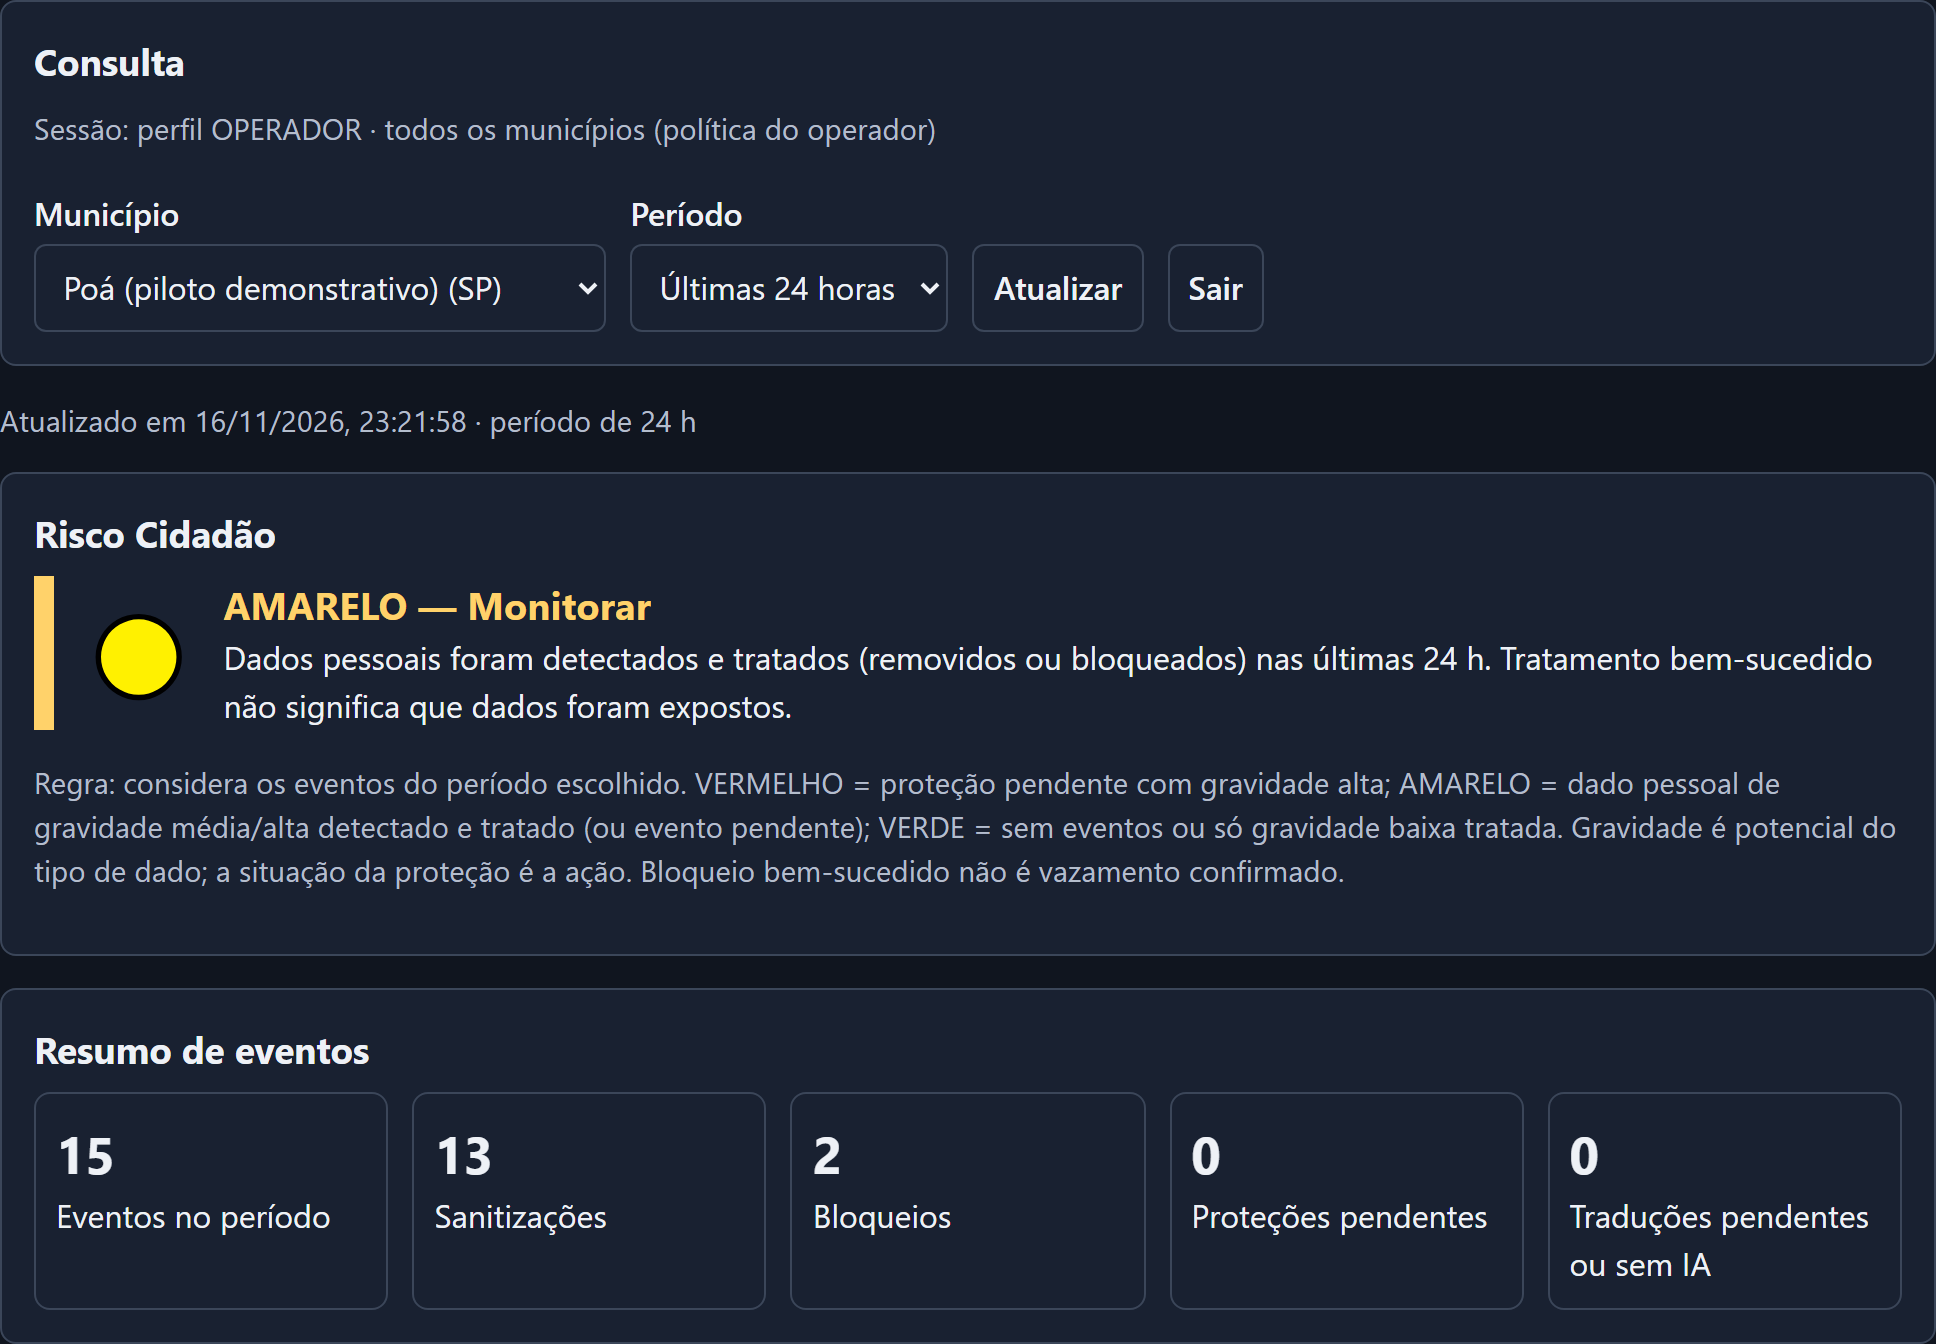 Consulta
Sessão: perfil OPERADOR · todos os municípios (política do operador)
Município
Período
Poá (piloto demonstrativo) (SP)
Últimas 24 horas
Atualizar
Sair
Atualizado em 16/11/2026, 23:21:58 · período de 24 h
Risco Cidadão
AMARELO — Monitorar
Dados pessoais foram detectados e tratados (removidos ou bloqueados) nas últimas 24 h. Tratamento bem-sucedido
não significa que dados foram expostos.
Regra: considera os eventos do período escolhido. VERMELHO = proteção pendente com gravidade alta; AMARELO = dado pessoal de
gravidade média/alta detectado e tratado (ou evento pendente); VERDE = sem eventos ou só gravidade baixa tratada. Gravidade é potencial do
tipo de dado; a situação da proteção é a ação. Bloqueio bem-sucedido não é vazamento confirmado.
Resumo de eventos
15
Eventos no período
13
Sanitizações
2
Bloqueios
0
Proteções pendentes
0
Traduções pendentes
ou sem IA